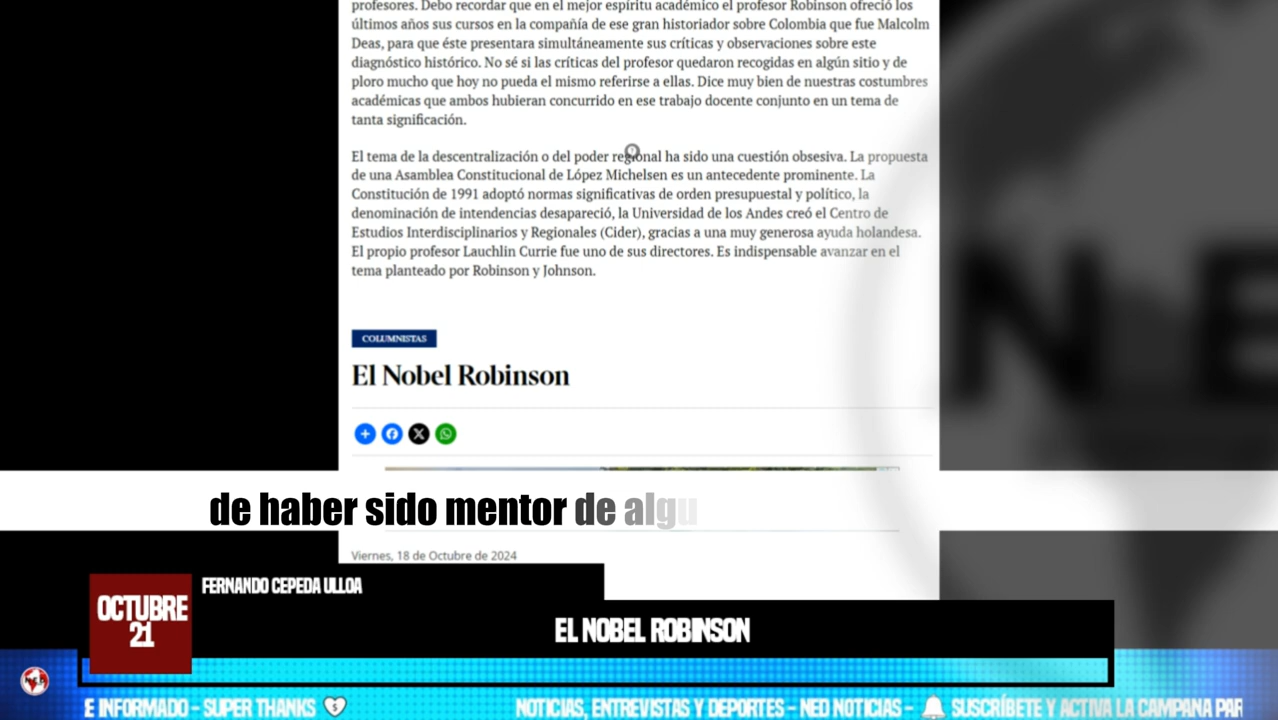 profesores. Debo recordar que en el mejor espíritu académico el profesor Robinson ofreció los
últimos años sus cursos en la compañía de ese gran historiador sobre Colombia que fue Malcolm
Deas, para que éste presentara simultáneamente sus críticas y observaciones sobre este
diagnóstico histórico. No sé si las críticas del profesor quedaron recogidas en algún sitio y de
ploro mucho que hoy no pueda el mismo referirse a ellas. Dice muy bien de nuestras costumbres
académicas que ambos hubieran concurrido en ese trabajo docente conjunto en un tema de
tanta significación.
El tema de la descentralización o del poder regional ha sido una cuestión obsesiva. La propuesta
de una Asamblea Constitucional de López Michelsen es un antecedente prominente. La
Constitución de 1991 adoptó normas significativas de orden presupuestal y político, la
denominación de intendencias desapareció, la Universidad de los Andes creó el Centro de
Estudios Interdisciplinarios y Regionales (Cider), gracias a una muy generosa ayuda holandesa.
El propio profesor Lauchlin Currie fue uno de sus directores. Es indispensable avanzar en el
tema planteado por Robinson y Johnson.
COLUMNISTAS
El Nobel Robinson
de haber sido mentor de algu
Viernes, 18 de Octubre de 2024
FERNANDO CEPEDA ULLOA
OCTUBRE
21
EL NOBEL ROBINSON
E INFORMADO - SUPER THANKS
NOTICIAS, ENTREVISTAS Y DEPORTES - NED NOTICIAS -
SUSCRÍBETE Y ACTIVA LA CAMPANA PAR
N E